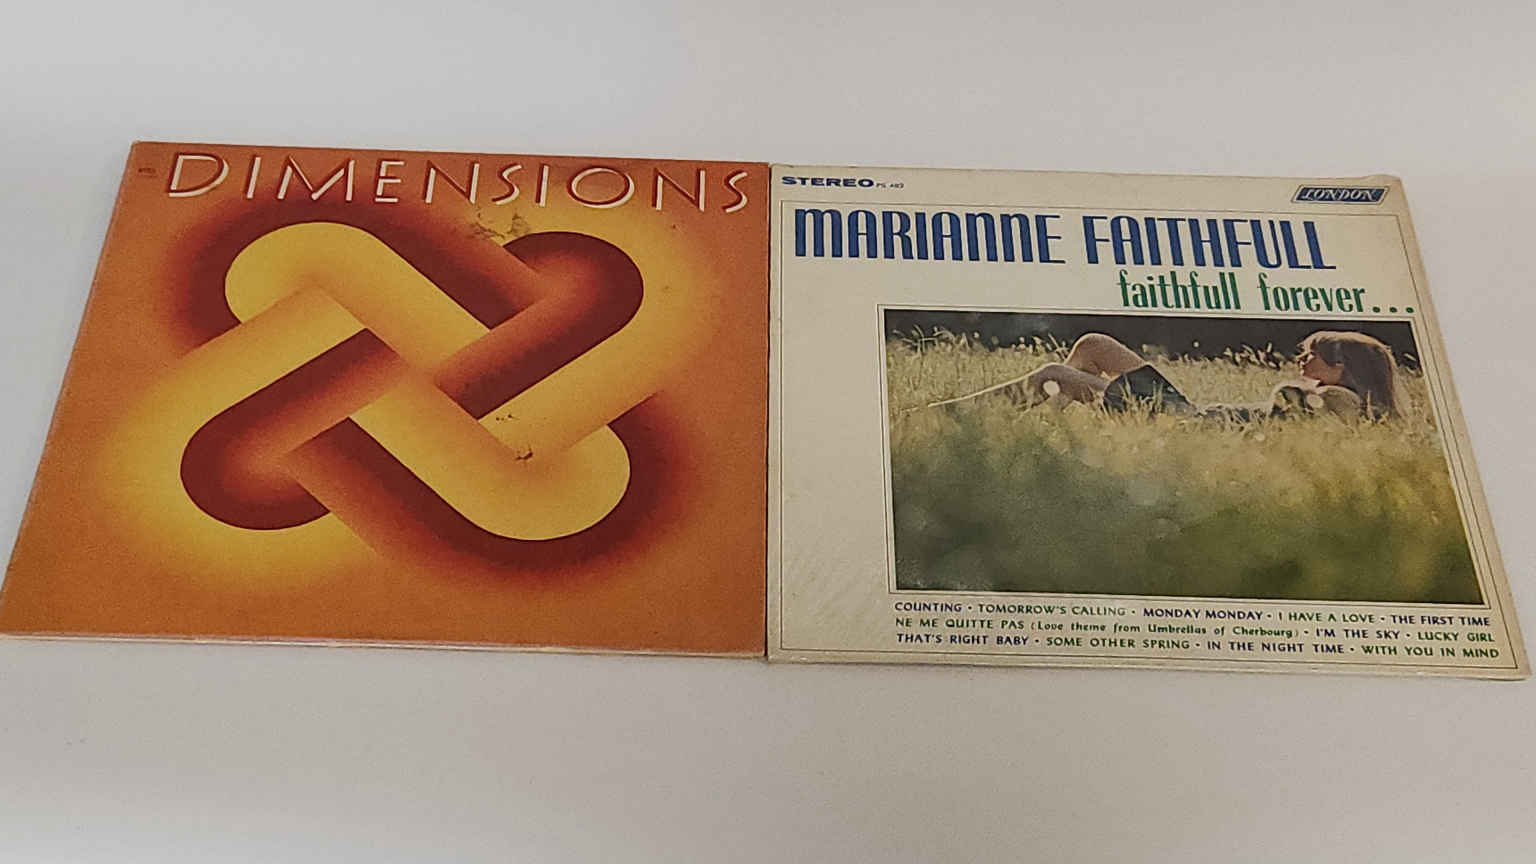 DIMENSIONS
STEREO PS 482
LONDON
MARIANNE FAITHFULL
faithfull forever...
COUNTING • TOMORROW'S CALLING • MONDAY MONDAY • I HAVE A LOVE • THE FIRST TIME
NE ME QUITTE PAS (Love theme from Umbrellas of Cherbourg) • I'M THE SKY • LUCKY GIRL
THAT'S RIGHT BABY • SOME OTHER SPRING • IN THE NIGHT TIME • WITH YOU IN MIND